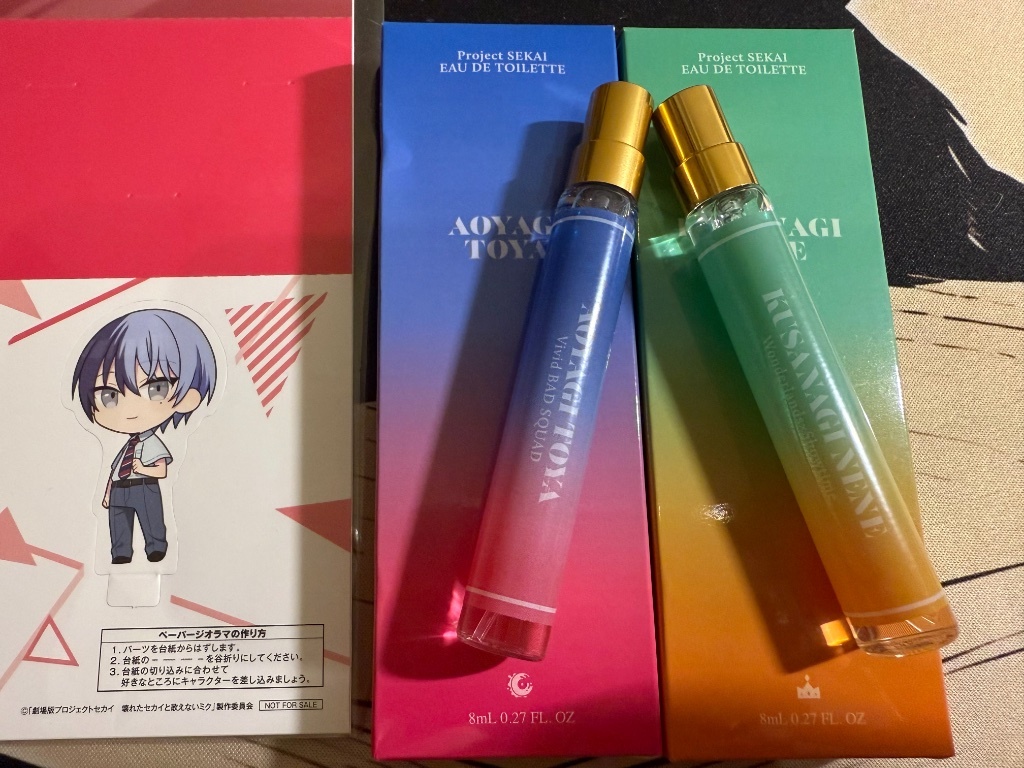 ペーパージオラマの作り方
1. パーツを台紙からはずします。
2. 台紙の- — — -を谷折りにしてください。
3. 台紙の切り込みに合わせて
好きなところにキャラクターを差し込みましょう。
©「劇場版プロジェクトセカイ 壊れたセカイと歌えないミク」製作委員会
NOT FOR SALE
Project SEKAI
EAU DE TOILETTE
AOYAG
TOYA
AOYAGI TOYA
Vivid BAD SQUAD
8mL 0.27 FL. OZ
Project SEKAI
EAU DE TOILETTE
AGI
E
KUSANAGI NENE
8mL 0.27 FL. OZ